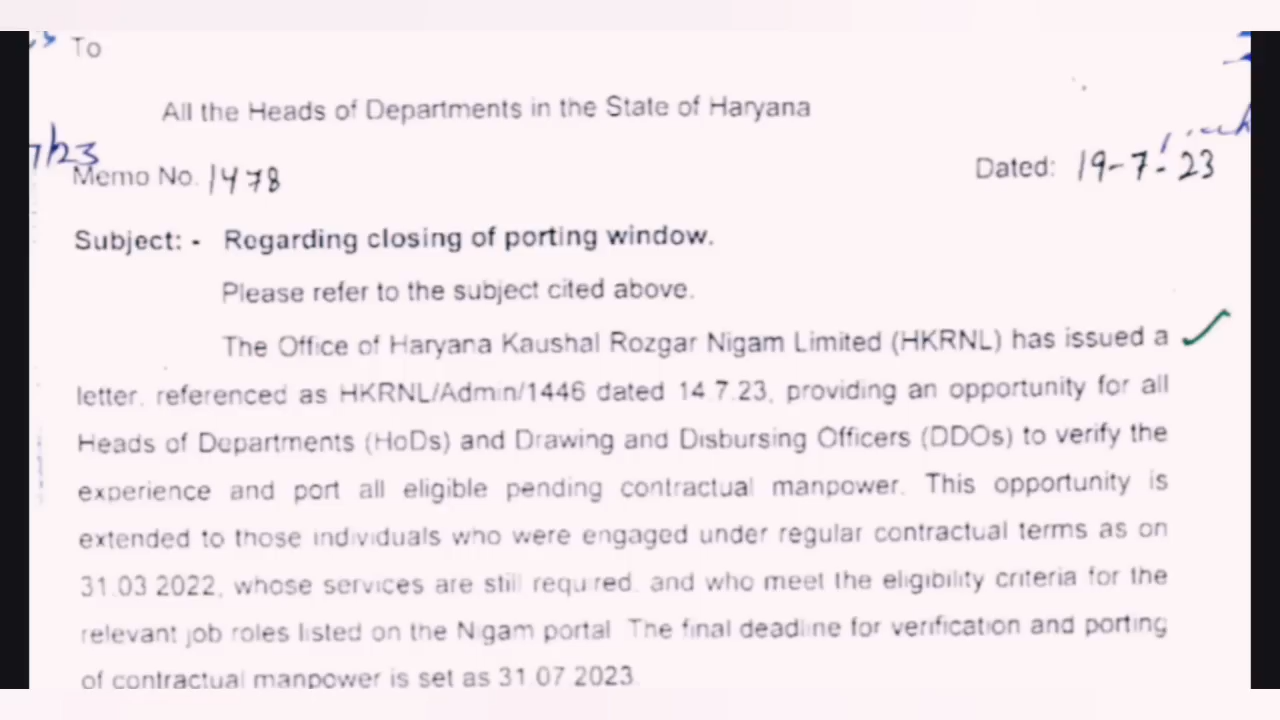 To
All the Heads of Departments in the State of Haryana
7/23
Memo No. 1478 Dated: 19-7-23
Subject: - Regarding closing of porting window.
Please refer to the subject cited above.
The Office of Haryana Kaushal Rozgar Nigam Limited (HKRNL) has issued a
letter, referenced as HKRNL/Admin/1446 dated 14.7.23, providing an opportunity for all
Heads of Departments (HoDs) and Drawing and Disbursing Officers (DDOs) to verify the
experience and port all eligible pending contractual manpower. This opportunity is
extended to those individuals who were engaged under regular contractual terms as on
31.03.2022, whose services are still required, and who meet the eligibility criteria for the
relevant job roles listed on the Nigam portal. The final deadline for verification and porting
of contractual manpower is set as 31.07.2023.